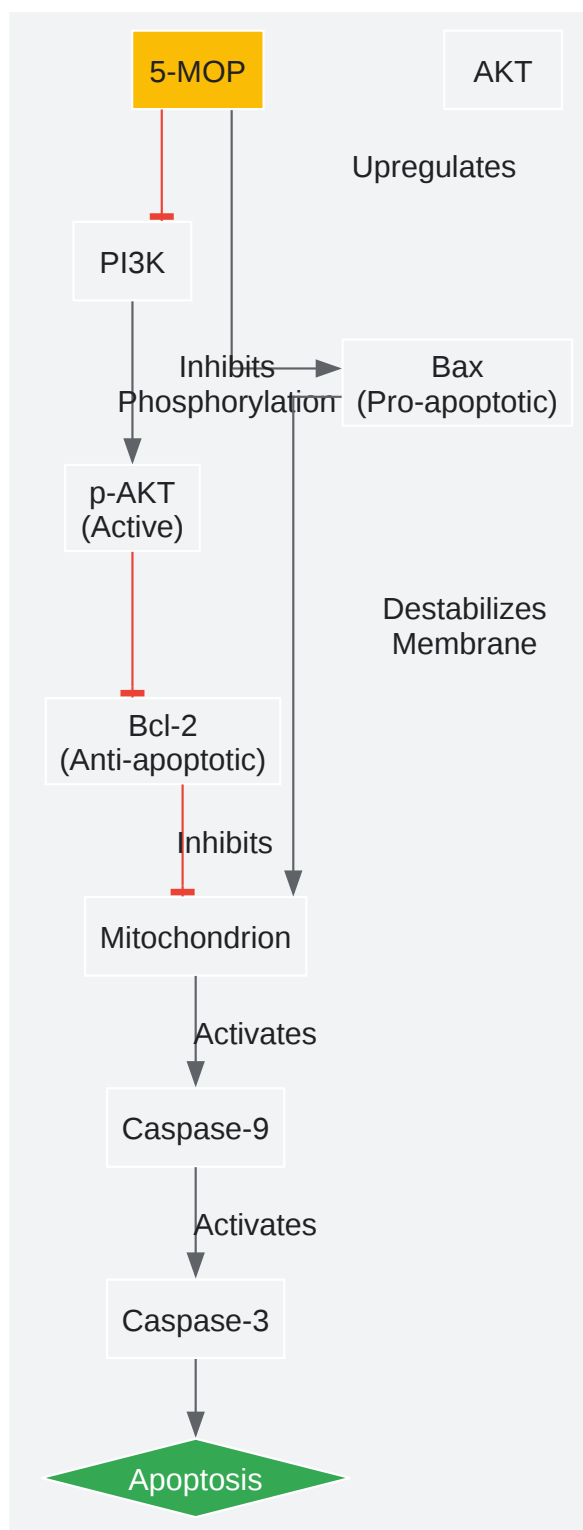 5-MOP
AKT
Upregulates
PI3K
Inhibits
Phosphorylation
Bax
(Pro-apoptotic)
p-AKT
(Active)
Destabilizes
Membrane
Bcl-2
(Anti-apoptotic)
Inhibits
Mitochondrion
Activates
Caspase-9
Activates
Caspase-3
Apoptosis